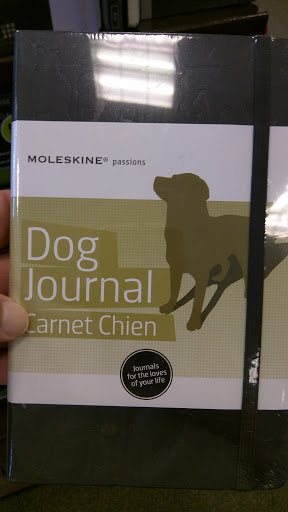 MOLESKINE® passions
Dog
Journal
Carnet Chien
Journals
for the loves
of your life